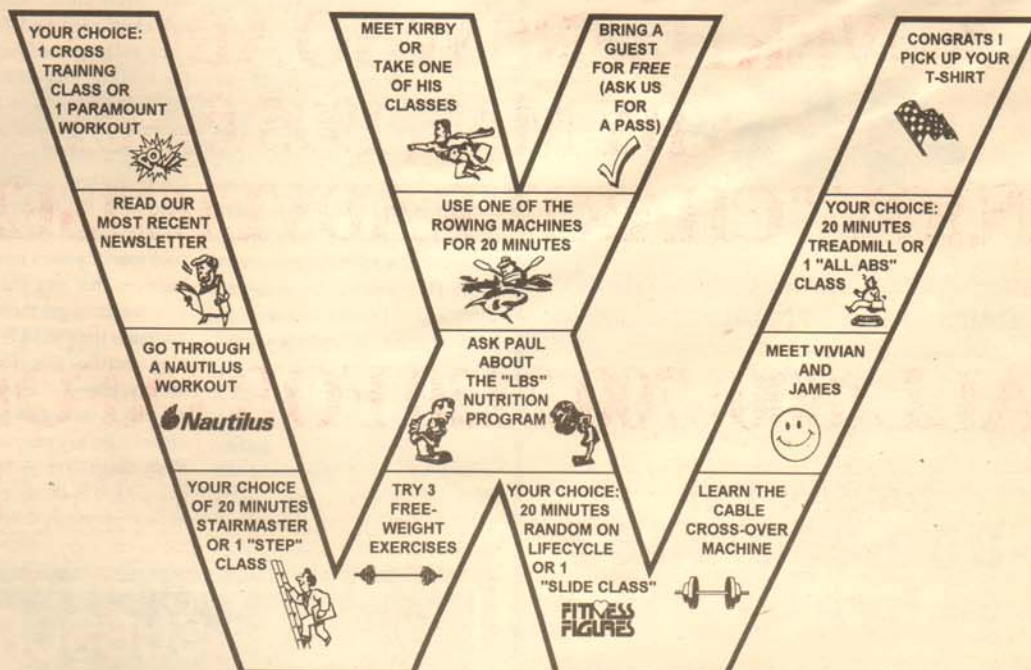 YOUR CHOICE:
1 CROSS
TRAINING
CLASS OR
1 PARAMOUNT
WORKOUT
POW!
READ OUR
MOST RECENT
NEWSLETTER
GO THROUGH
A NAUTILUS
WORKOUT
Nautilus
YOUR CHOICE
OF 20 MINUTES
STAIRMASTER
OR 1 "STEP"
CLASS
TRY 3
FREE-
WEIGHT
EXERCISES
ASK PAUL
ABOUT
THE "LBS"
NUTRITION
PROGRAM
USE ONE OF THE
ROWING MACHINES
FOR 20 MINUTES
MEET KIRBY
OR
TAKE ONE
OF HIS
CLASSES
BRING A
GUEST
FOR FREE
(ASK US
FOR
A PASS)
YOUR CHOICE:
20 MINUTES
RANDOM ON
LIFECYCLE
OR 1
"SLIDE CLASS"
FITNESS
FIGURES
LEARN THE
CABLE
CROSS-OVER
MACHINE
MEET VIVIAN
AND
JAMES
YOUR CHOICE:
20 MINUTES
TREADMILL OR
1 "ALL ABS"
CLASS
CONGRATS !
PICK UP YOUR
T-SHIRT